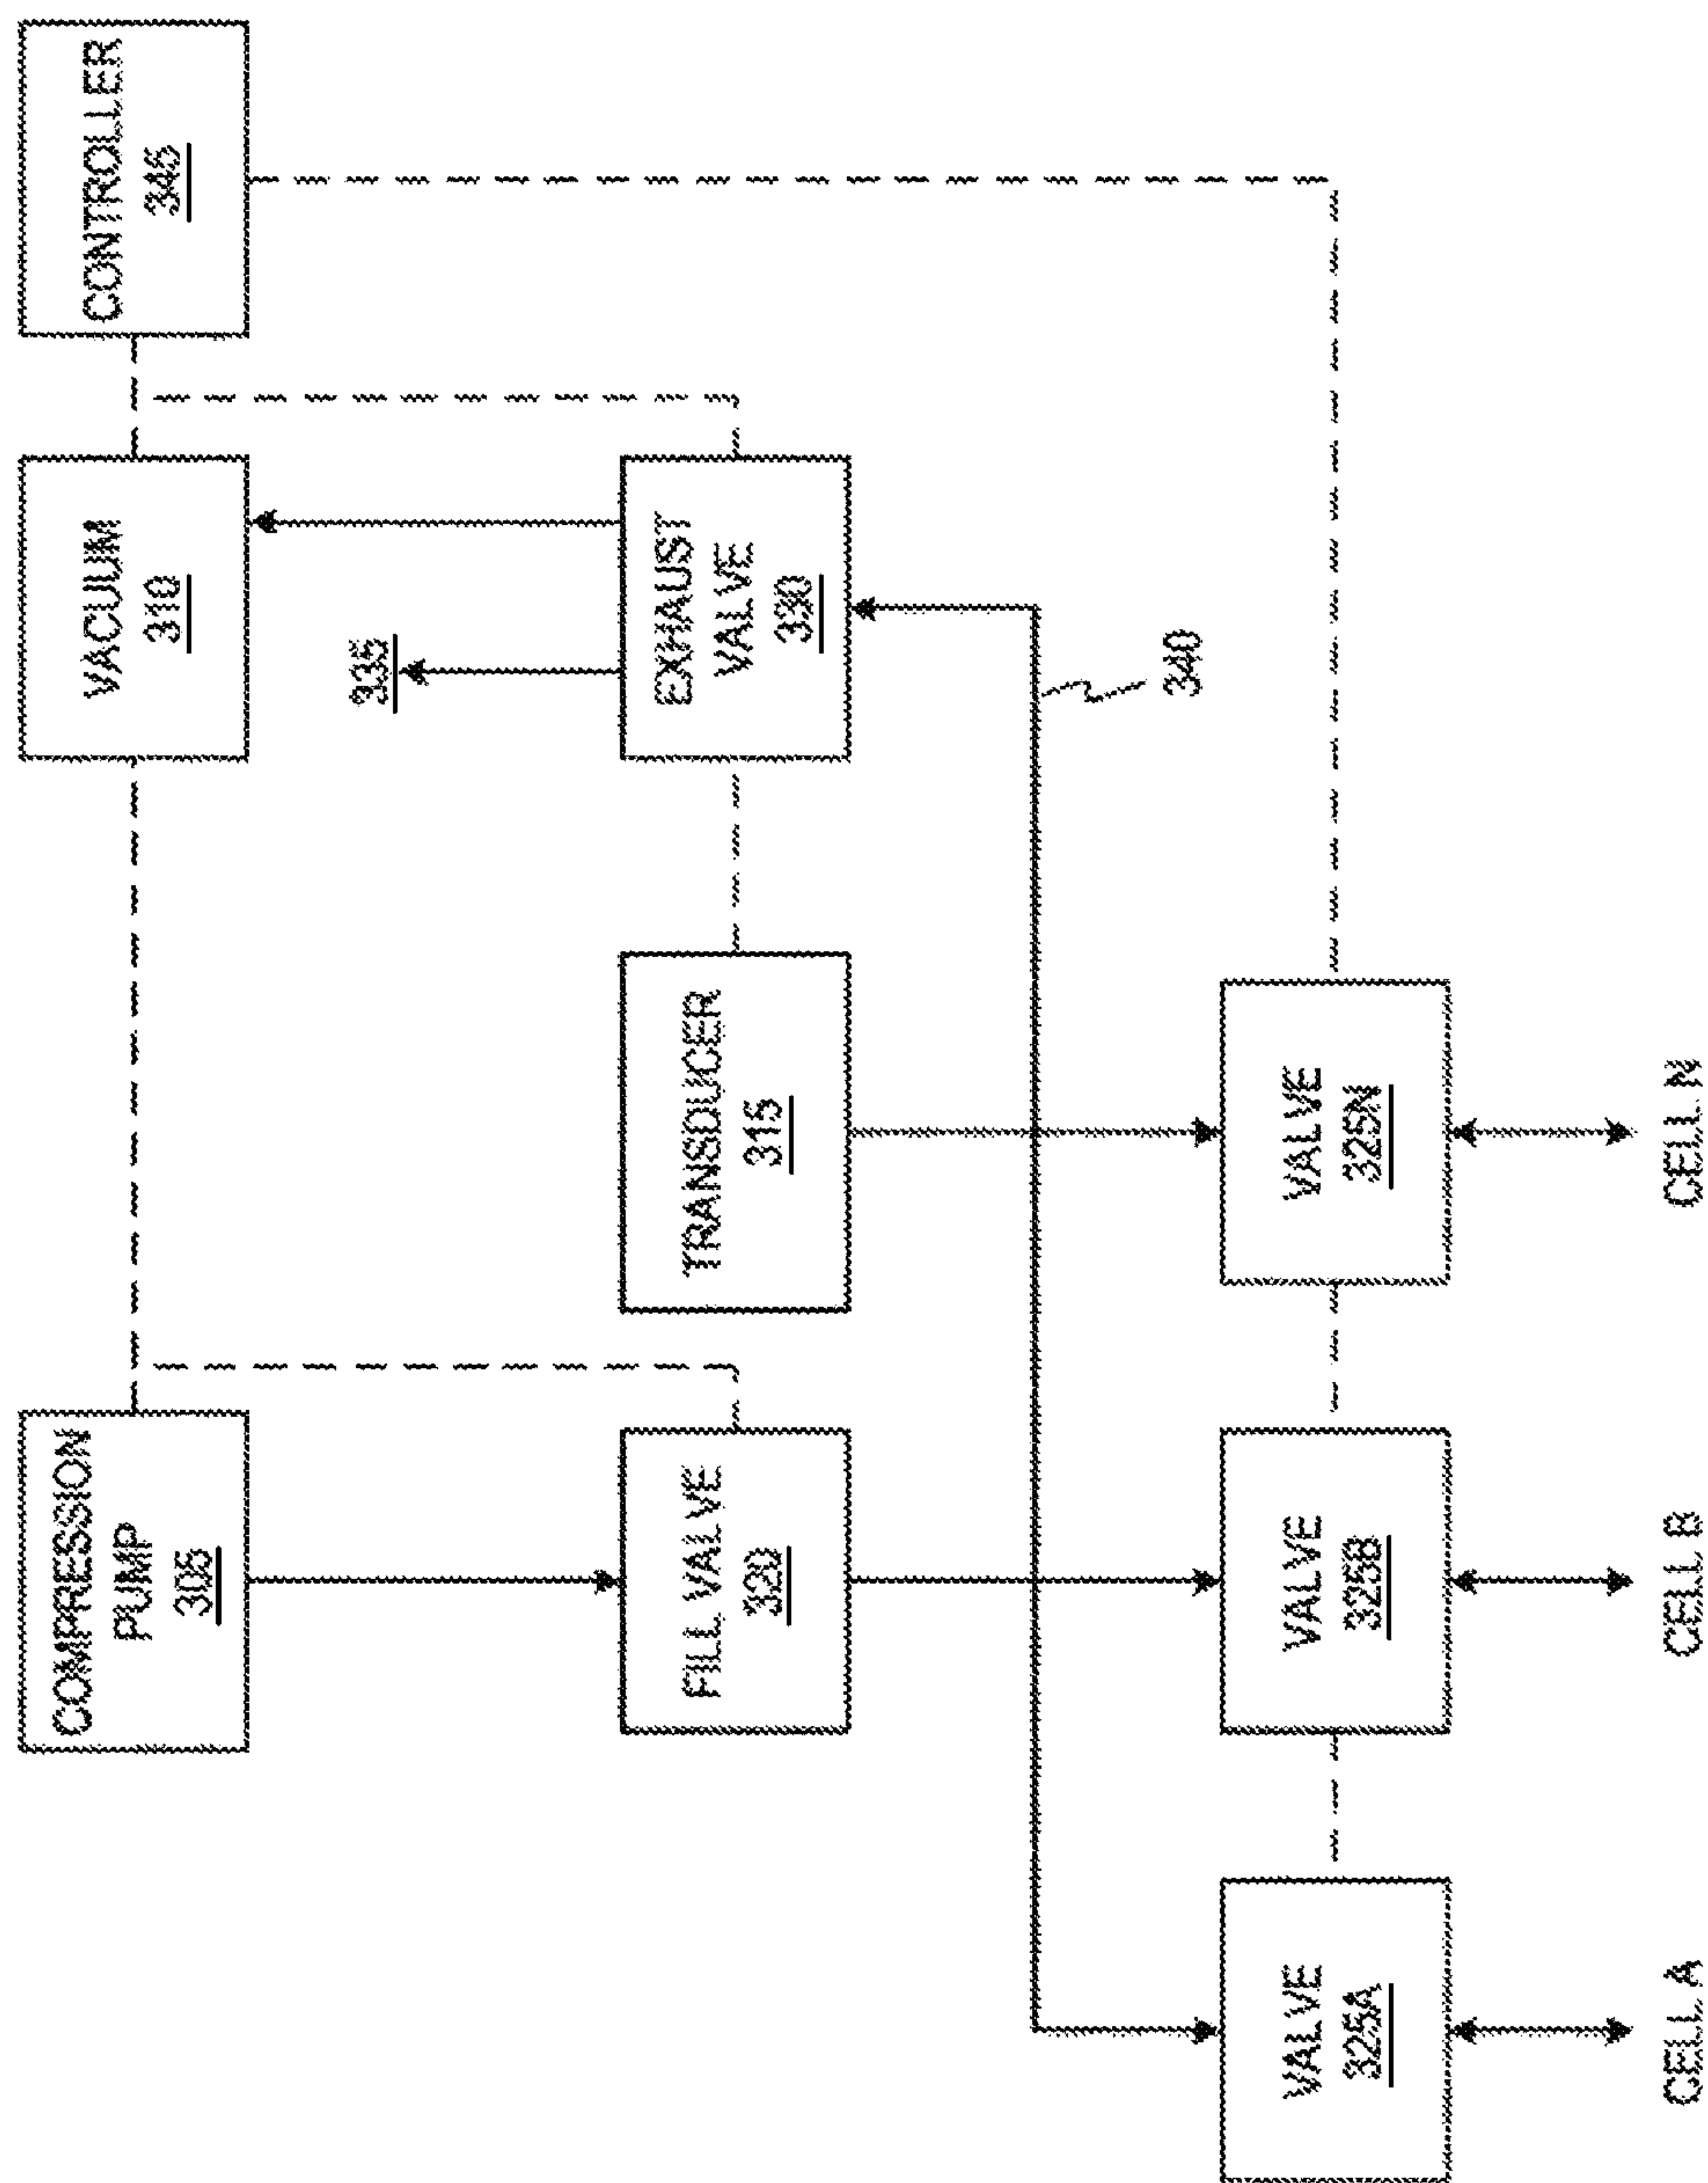 COMPRESSION
PUMP
305
VACUUM
310
CONTROLLER
345
335
FILL VALVE
320
TRANSDUCER
315
EXHAUST
VALVE
330
340
VALVE
325A
VALVE
325B
VALVE
325N
CELL A
CELL B
CELL N